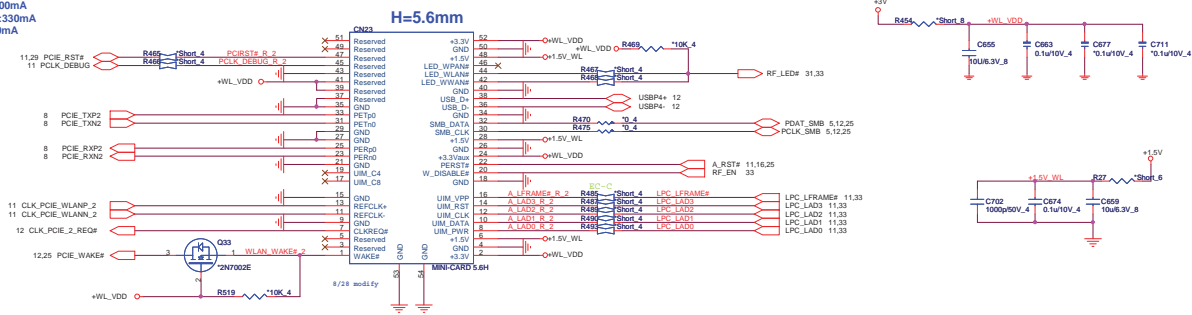 00mA
:330mA
0mA
H=5.6mm
CN23
+3V
R454 *Short_8 +WL_VDD
C655
10U/6.3V_8
C663
0.1u/10V_4
C677
*0.1u/10V_4
C711
*0.1u/10V_4
11,29 PCIE_RST# R465 *Short_4 PCIRST#_R_2
11 PCLK_DEBUG *Short_4 PCLK_DEBUG_R_2
+WL_VDD
8 PCIE_TXP2
8 PCIE_TXN2
8 PCIE_RXP2
8 PCIE_RXN2
11 CLK_PCIE_WLANP_2
11 CLK_PCIE_WLANN_2
12 CLK_PCIE_2_REQ#
12,25 PCIE_WAKE# 3 Q33 1 WLAN_WAKE#_2
*2N7002E
2
+WL_VDD R519 *10K_4
51 Reserved +3.3V 52 +WL_VDD
49 Reserved GND 50
47 Reserved +1.5V 48 +1.5V_WL
45 Reserved LED_WPAN# 46
43 Reserved LED_WLAN# 44
41 Reserved LED_WWAN# 42
39 Reserved GND 40
37 Reserved USB_D+ 38
35 GND USB_D- 36
33 PETp0 GND 34
31 PETn0 SMB_DATA 32
29 GND SMB_CLK 30
27 GND +1.5V 28 +1.5V_WL
25 PERp0 GND 26
23 PERn0 +3.3Vaux 24 +WL_VDD
21 GND PERST# 22
19 UIM_C4 W_DISABLE# 20
17 UIM_C8 GND 18
15 GND UIM_VPP 16
13 REFCLK+ UIM_RST 14
11 REFCLK- UIM_CLK 12
9 GND UIM_DATA 10
7 CLKREQ# UIM_PWR 8
5 Reserved +1.5V 6 +1.5V_WL
3 Reserved GND 4
1 WAKE# +3.3V 2 +WL_VDD
GND GND
MINI-CARD 5.6H
53 54
8/28 modify
+WL_VDD R469 *10K_4
R467 *Short_4
*Short_4
RF_LED# 31,33
USBP4+ 12
USBP4- 12
R470 *0_4 PDAT_SMB 5,12,25
R475 *0_4 PCLK_SMB 5,12,25
A_RST# 11,16,25
RF_EN 33
EC-C
A_LFRAME#_R_2 R485 *Short_4 LPC_LFRAME# LPC_LFRAME# 11,33
A_LAD3_R_2 R487 *Short_4 LPC_LAD3 LPC_LAD3 11,33
A_LAD2_R_2 R489 *Short_4 LPC_LAD2 LPC_LAD2 11,33
A_LAD1_R_2 R490 *Short_4 LPC_LAD1 LPC_LAD1 11,33
A_LAD0_R_2 R493 *Short_4 LPC_LAD0 LPC_LAD0 11,33
+1.5V
+1.5V_WL R27 *Short_6
C702
1000p/50V_4
C674
0.1u/10V_4
C659
10u/6.3V_8